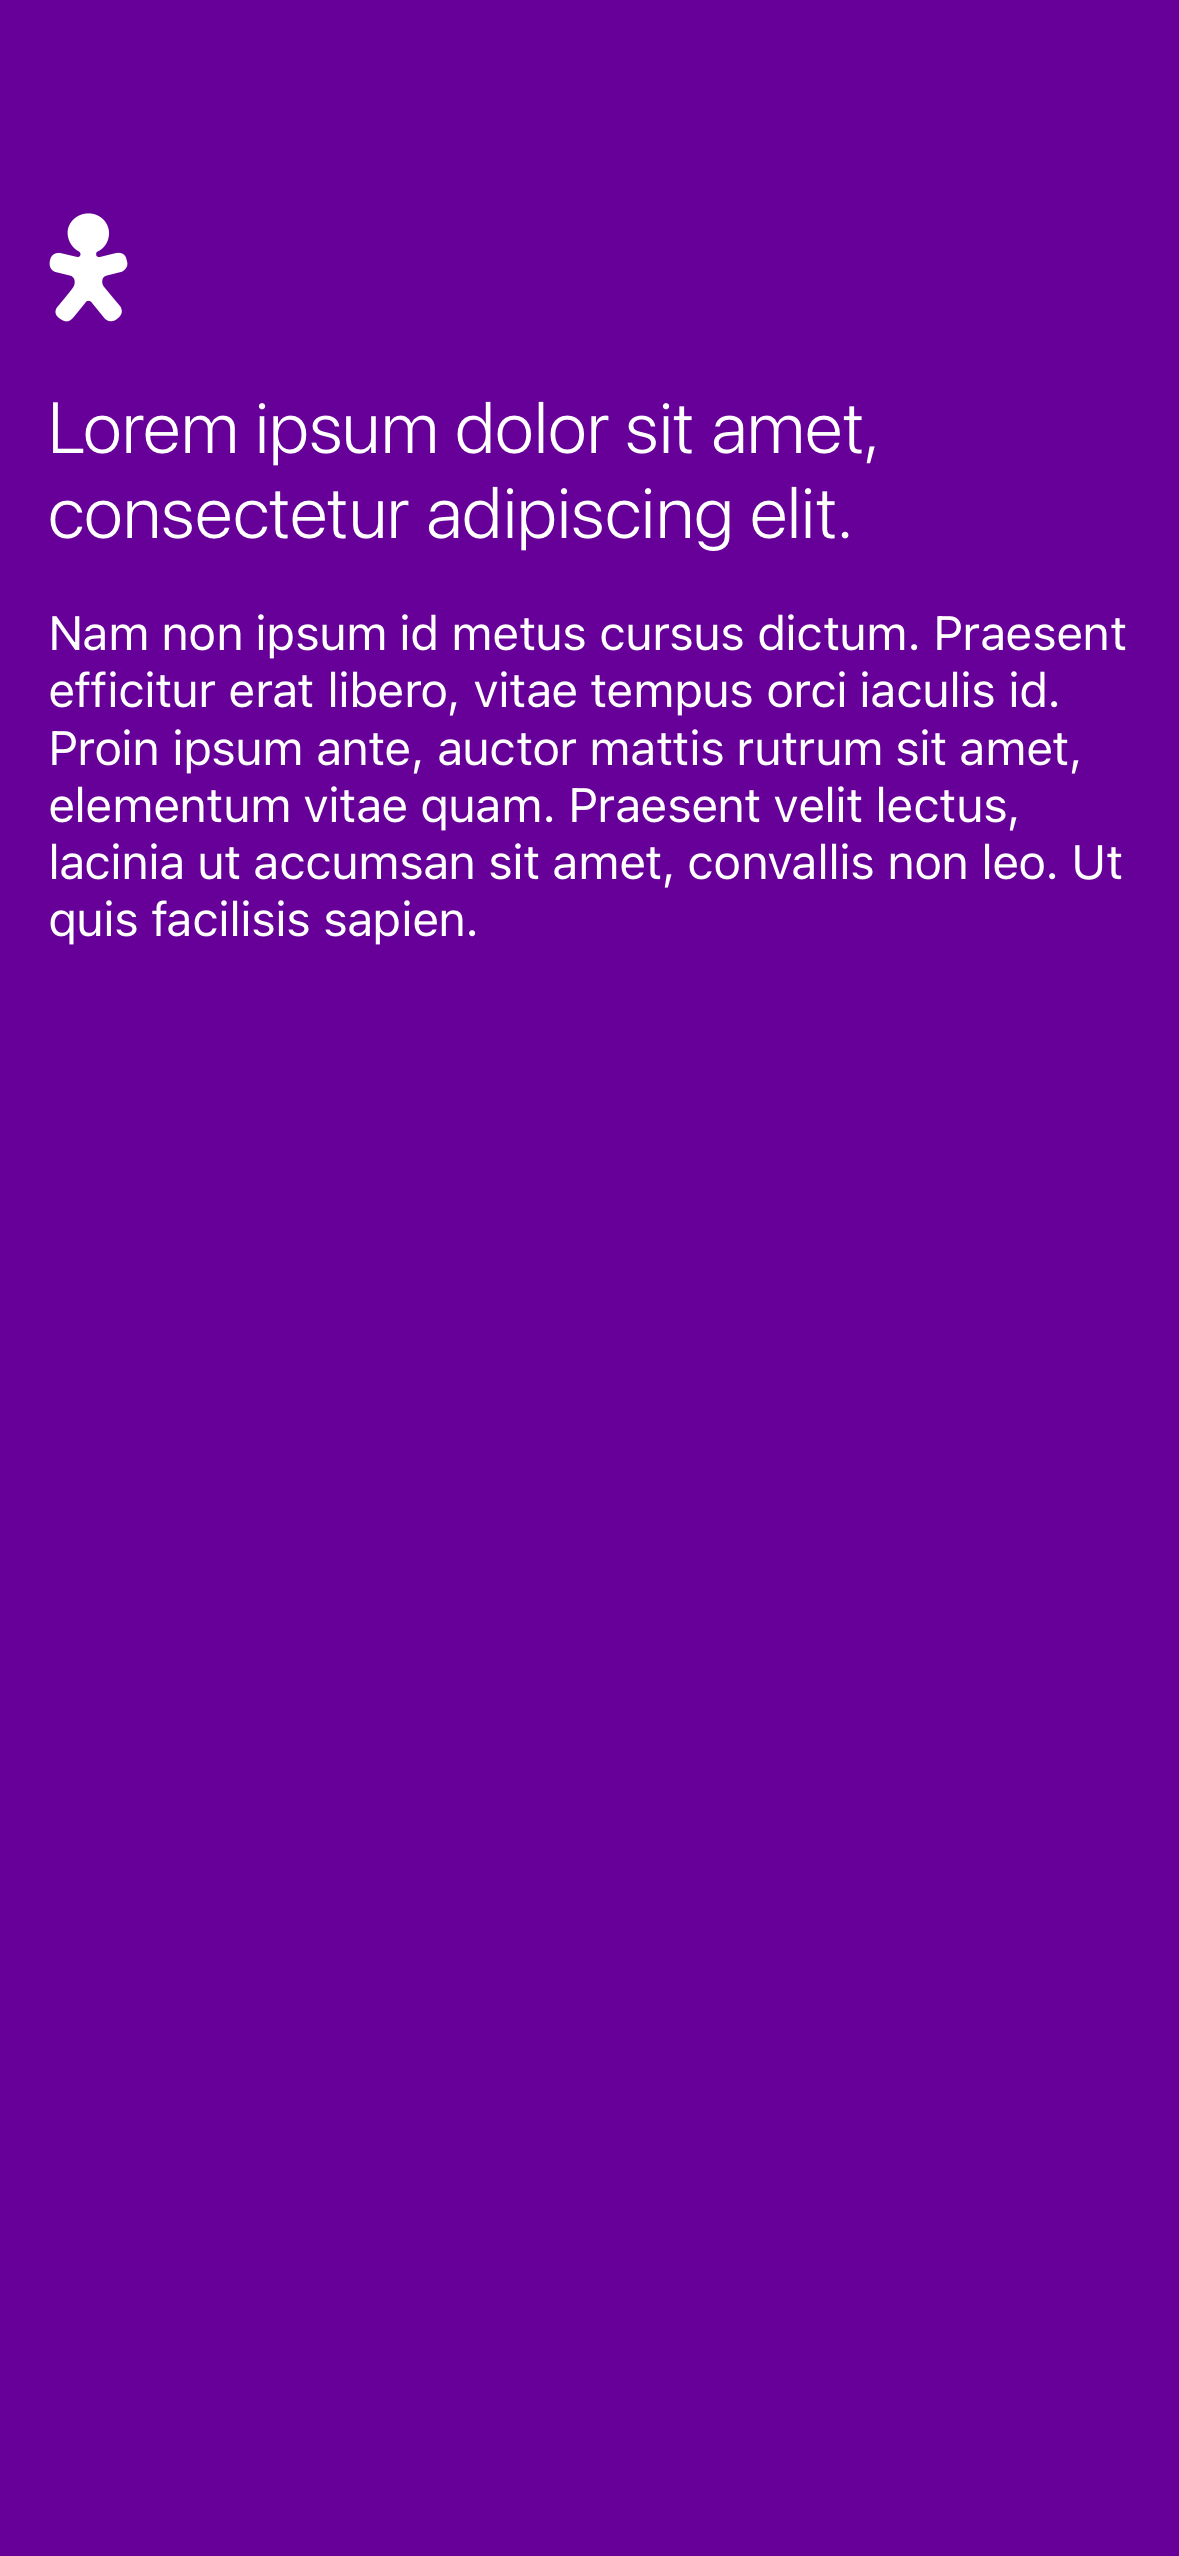 Lorem ipsum dolor sit amet,
consectetur adipiscing elit.
Nam non ipsum id metus cursus dictum. Praesent
efficitur erat libero, vitae tempus orci iaculis id.
Proin ipsum ante, auctor mattis rutrum sit amet,
elementum vitae quam. Praesent velit lectus,
lacinia ut accumsan sit amet, convallis non leo. Ut
quis facilisis sapien.